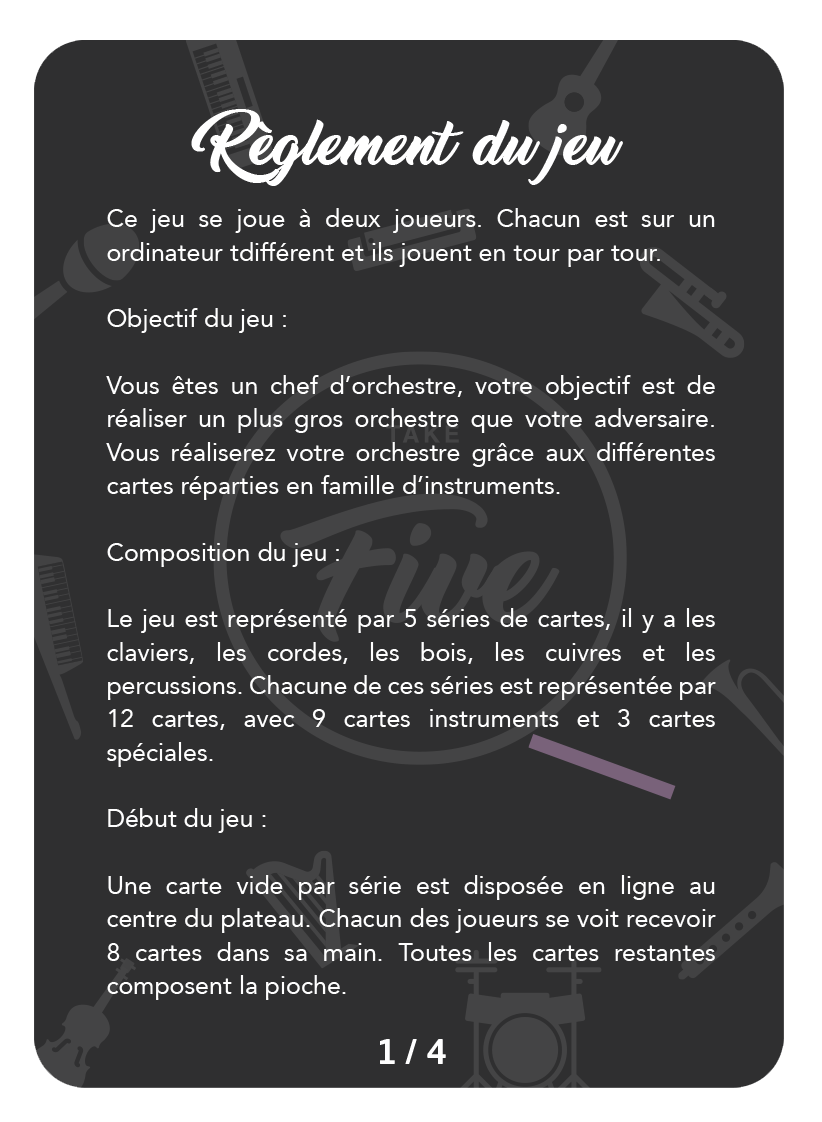 Règlement du jeu
Ce jeu se joue à deux joueurs. Chacun est sur un
ordinateur tdifférent et ils jouent en tour par tour.
Objectif du jeu :
Vous êtes un chef d’orchestre, votre objectif est de
réaliser un plus gros orchestre que votre adversaire.
TAKE
Vous réaliserez votre orchestre grâce aux différentes
cartes réparties en famille d’instruments.
Five
Composition du jeu :
Le jeu est représenté par 5 séries de cartes, il y a les
claviers, les cordes, les bois, les cuivres et les
percussions. Chacune de ces séries est représentée par
12 cartes, avec 9 cartes instruments et 3 cartes
spéciales.
Début du jeu :
Une carte vide par série est disposée en ligne au
centre du plateau. Chacun des joueurs se voit recevoir
8 cartes dans sa main. Toutes les cartes restantes
composent la pioche.
1 / 4